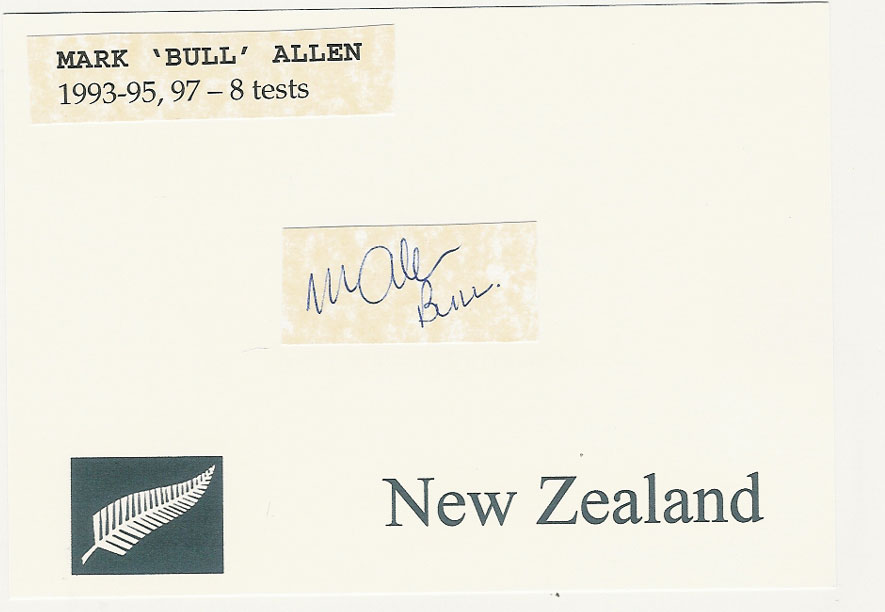 MARK ‘BULL’ ALLEN
1993-95, 97 – 8 tests
M Allen
Bull.
New Zealand